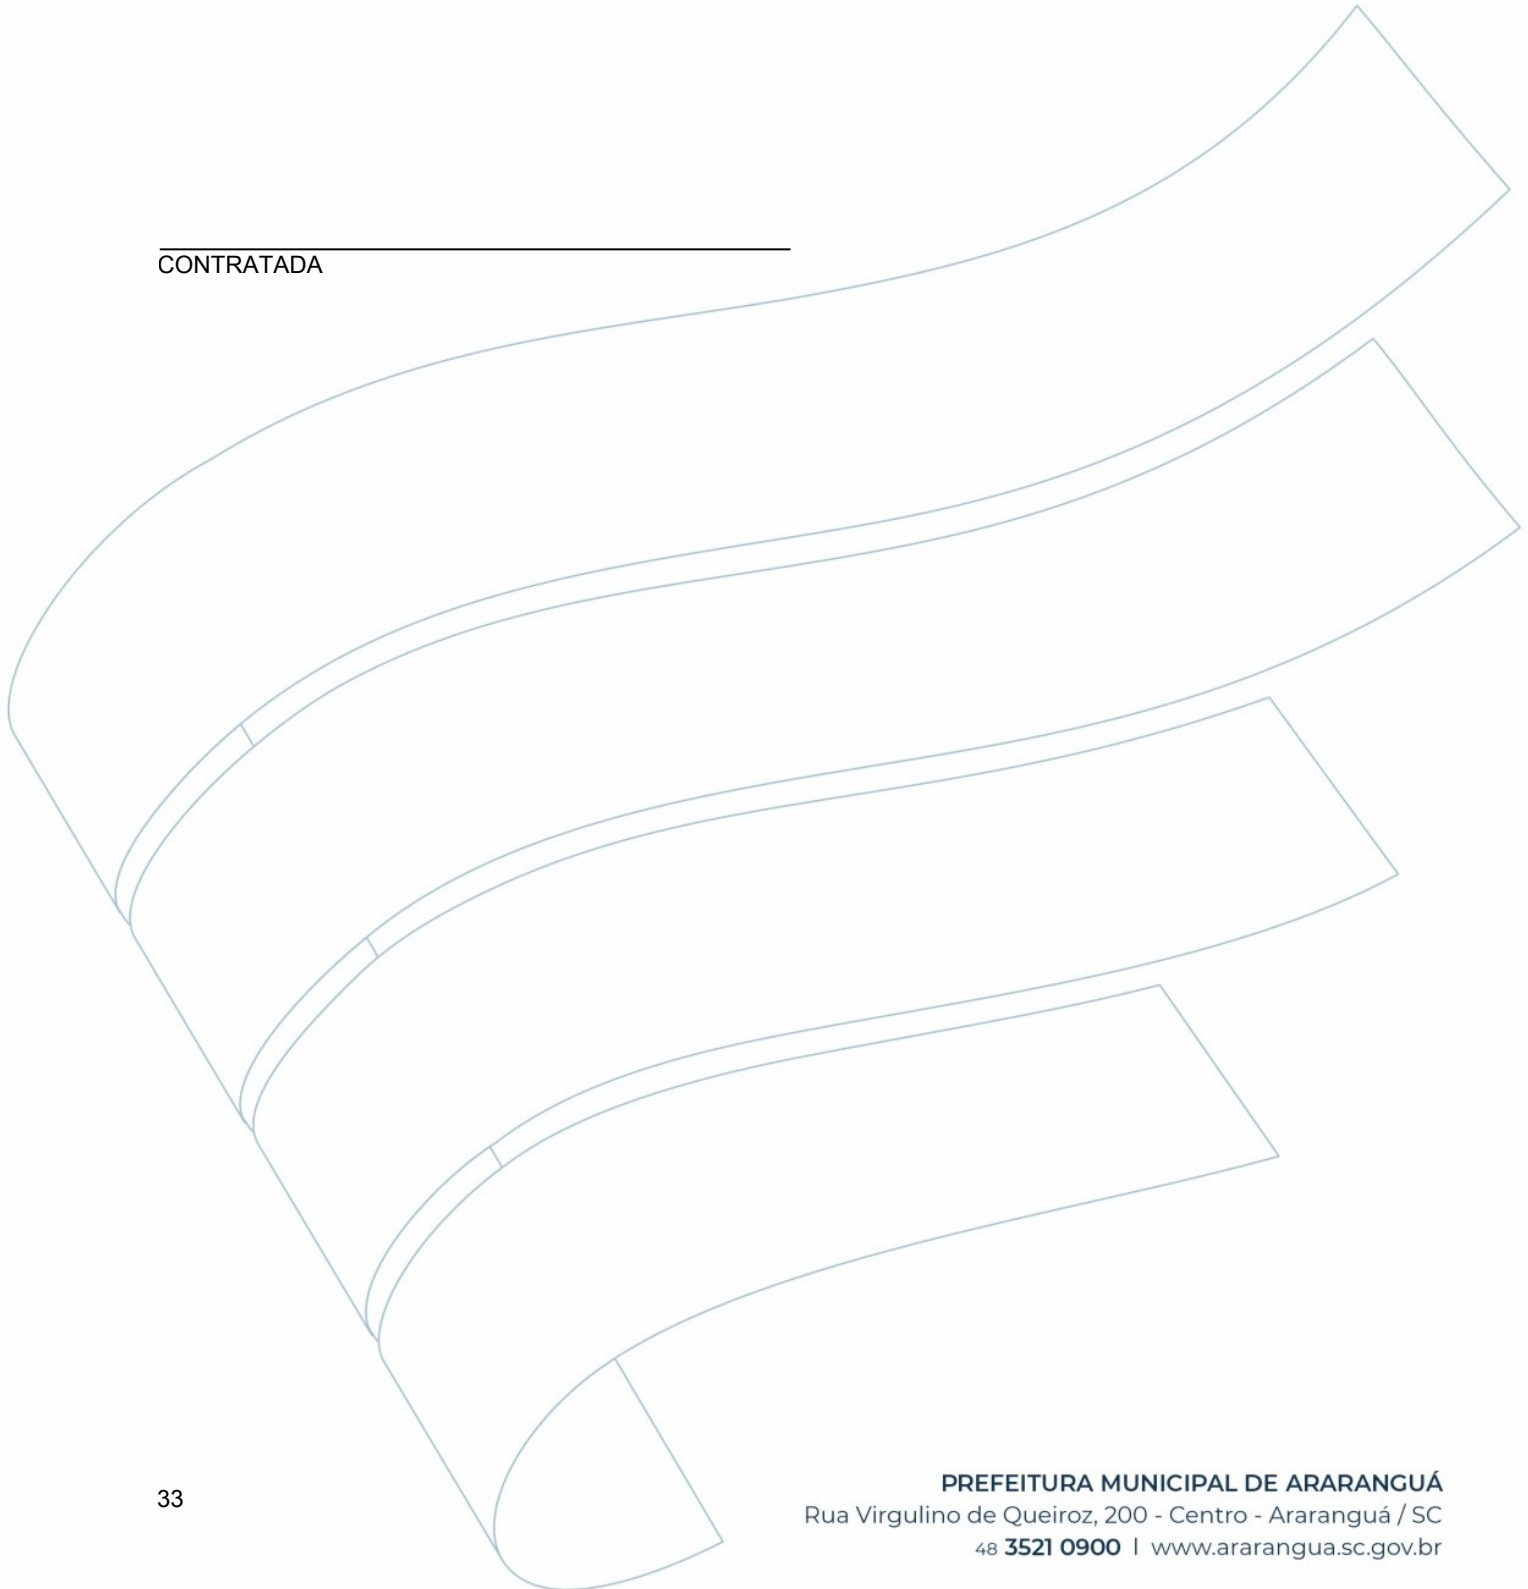 CONTRATADA
33
PREFEITURA MUNICIPAL DE ARARANGUÁ
Rua Virgulino de Queiroz, 200 - Centro - Araranguá / SC
48 3521 0900 | www.ararangua.sc.gov.br